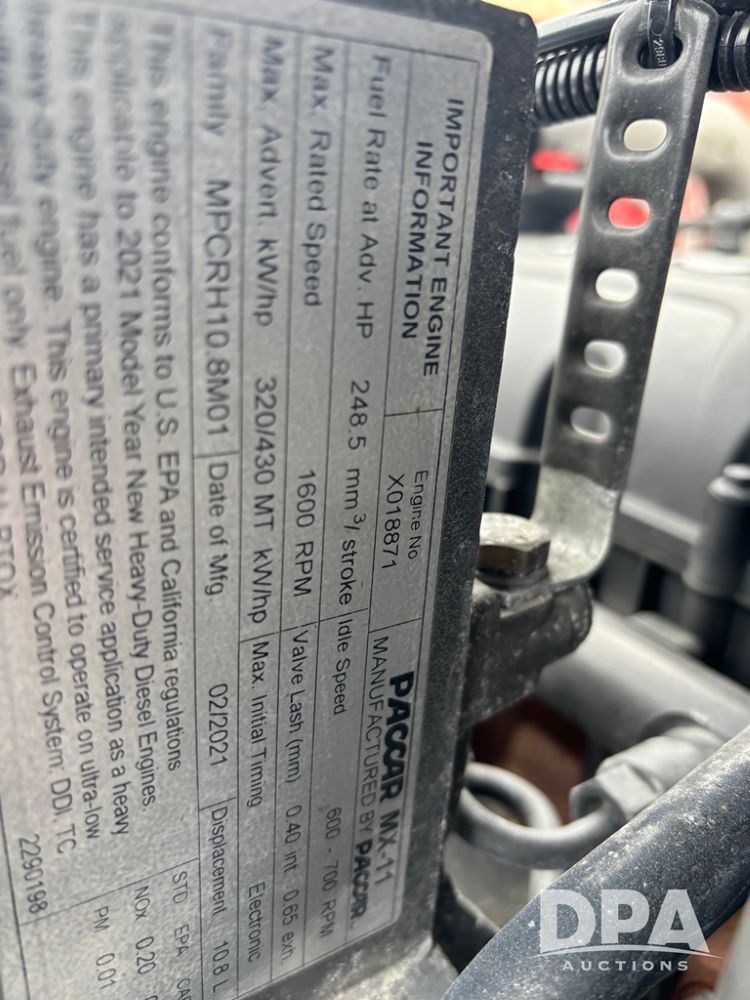 IMPORTANT ENGINE
INFORMATION
Engine No
X018871
PACCAR MX-11
MANUFACTURED BY PACCAR
Fuel Rate at Adv. HP 248.5 mm³/ stroke Idle Speed 600 - 700 RPM
Max. Rated Speed 1600 RPM Valve Lash (mm) 0.40 int. 0.65 exh.
Max. Advert. kW/hp 320/430 MT kW/hp Max. Initial Timing Electronic
Family MPCRH10.8M01 Date of Mfg. 02/2021 Displacement 10.8 L
This engine conforms to U.S. EPA and California regulations
applicable to 2021 Model Year New Heavy-Duty Diesel Engines.
This engine has a primary intended service application as a heavy
heavy duty engine. This engine is certified to operate on ultra-low
diesel fuel only. Exhaust Emission Control System: DDI, TC,
PTOX
STD EPA
NOx 0.20
PM 0.01
2290198
DPA
AUCTIONS